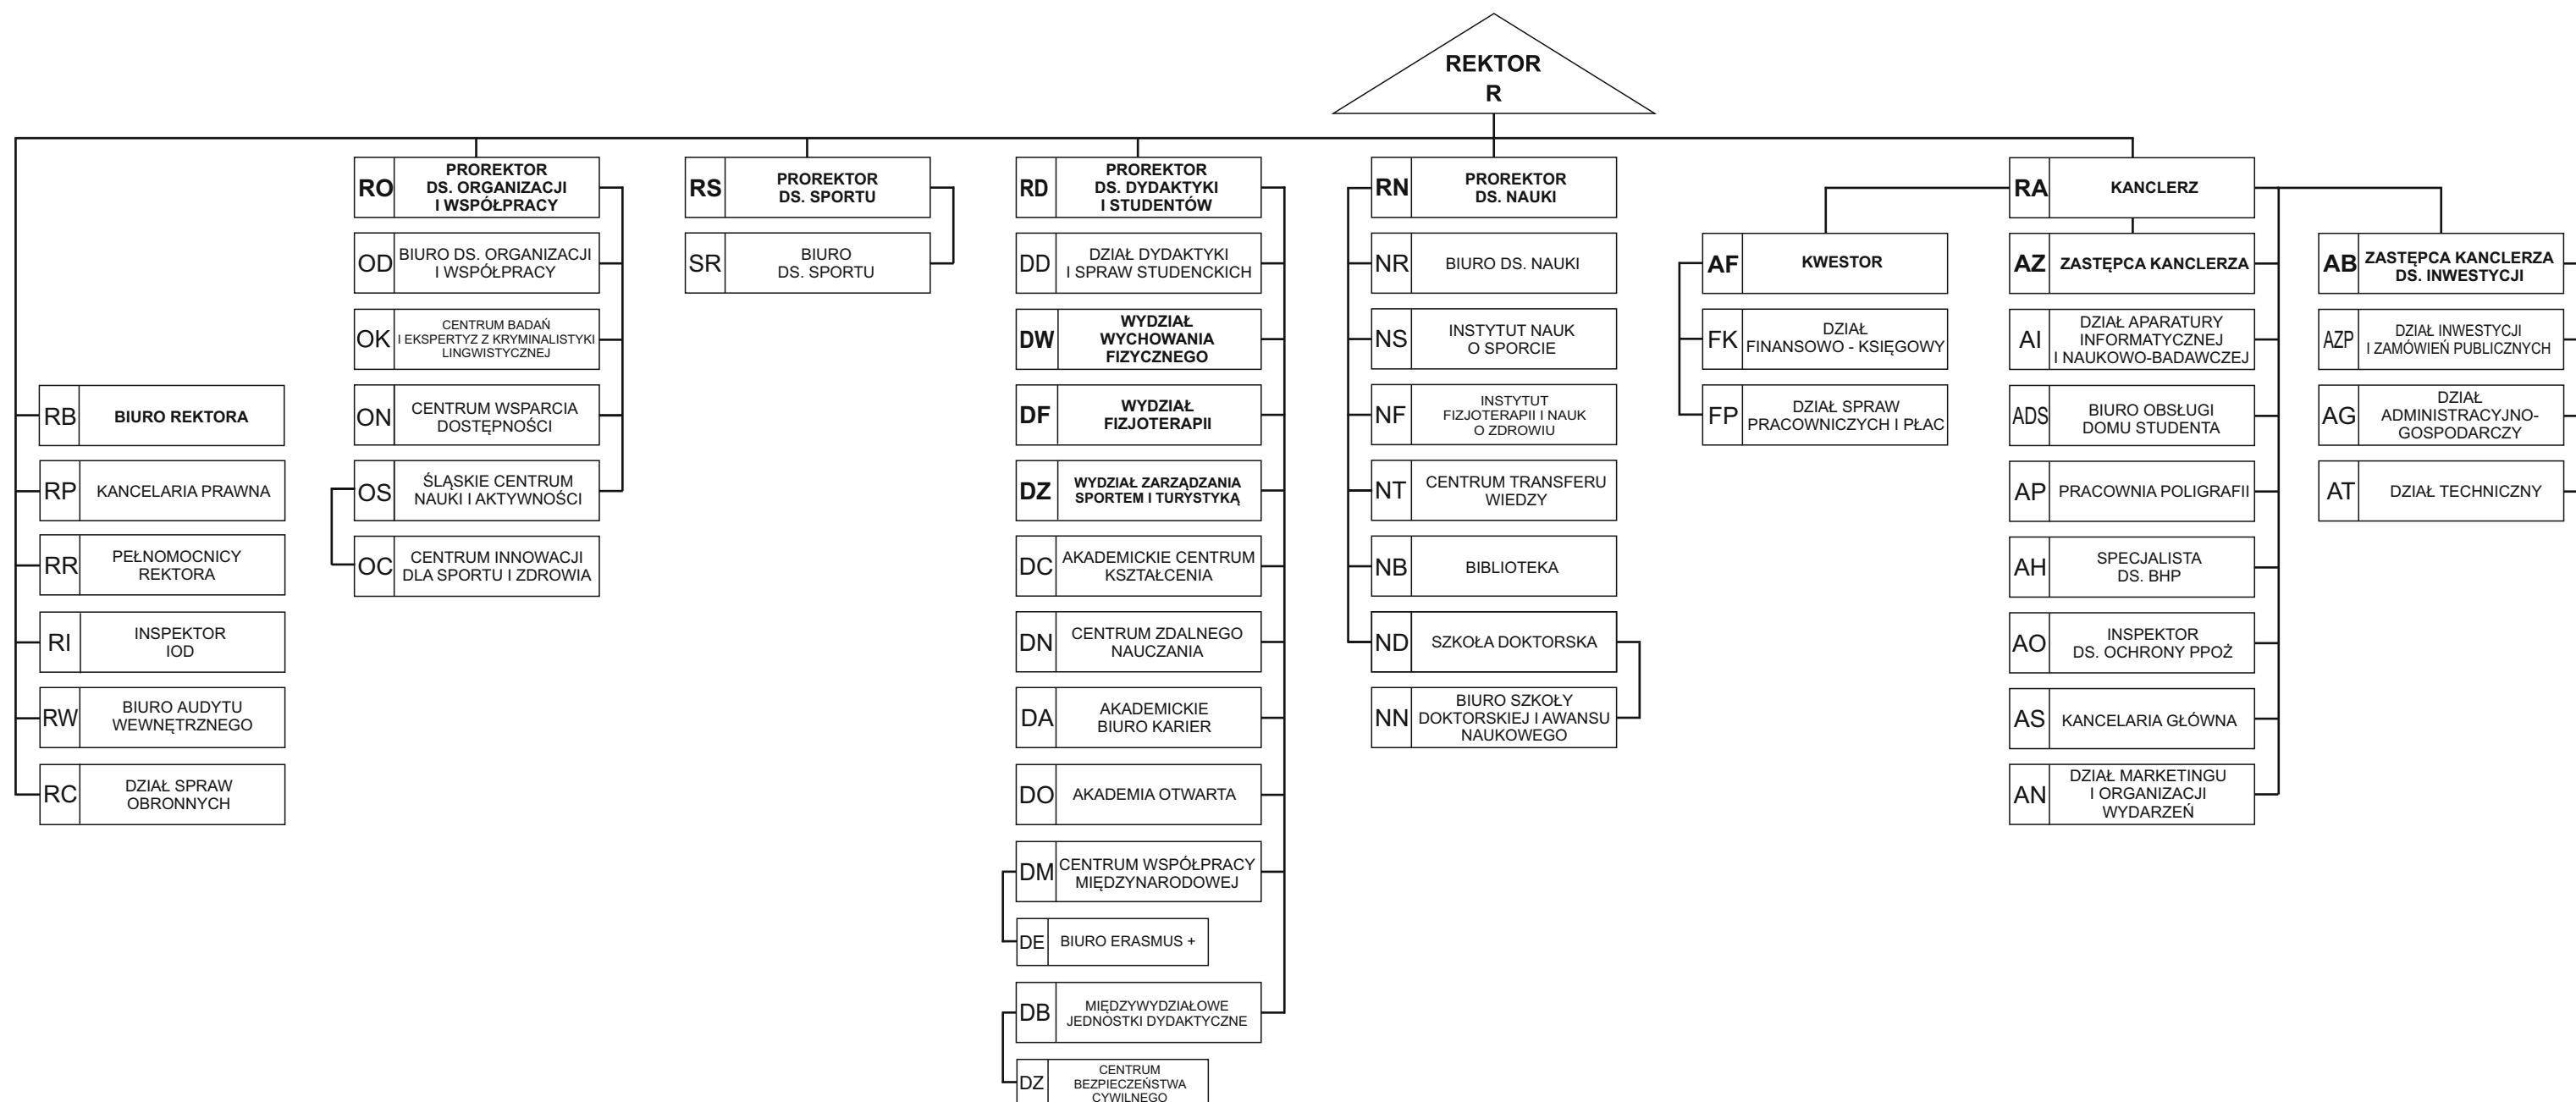 REKTOR
R
RB
BIURO REKTORA
RP
KANCELARIA PRAWNA
RR
PEŁNOMOCNICY
REKTORA
RI
INSPEKTOR
IOD
RW
BIURO AUDYTU
WEWNĘTRZNEGO
RC
DZIAŁ SPRAW
OBRONNYCH
RO
PROREKTOR
DS. ORGANIZACJI
I WSPÓŁPRACY
OD
BIURO DS. ORGANIZACJI
I WSPÓŁPRACY
OK
CENTRUM BADAŃ
I EKSPERTYZ Z KRYMINALISTYKI
LINGWISTYCZNEJ
ON
CENTRUM WSPARCIA
DOSTĘPNOŚCI
OS
ŚLĄSKIE CENTRUM
NAUKI I AKTYWNOŚCI
OC
CENTRUM INNOWACJI
DLA SPORTU I ZDROWIA
RS
PROREKTOR
DS. SPORTU
SR
BIURO
DS. SPORTU
RD
PROREKTOR
DS. DYDAKTYKI
I STUDENTÓW
DD
DZIAŁ DYDAKTYKI
I SPRAW STUDENCKICH
DW
WYDZIAŁ
WYCHOWANIA
FIZYCZNEGO
DF
WYDZIAŁ
FIZJOTERAPII
DZ
WYDZIAŁ ZARZĄDZANIA
SPORTEM I TURYSTYKĄ
DC
AKADEMICKIE CENTRUM
KSZTAŁCENIA
DN
CENTRUM ZDALNEGO
NAUCZANIA
DA
AKADEMICKIE
BIURO KARIER
DO
AKADEMIA OTWARTA
DM
CENTRUM WSPÓŁPRACY
MIĘDZYNARODOWEJ
DE
BIURO ERASMUS +
DB
MIĘDZYWYDZIAŁOWE
JEDNOSTKI DYDAKTYCZNE
DZ
CENTRUM
BEZPIECZEŃSTWA
CYWILNEGO
RN
PROREKTOR
DS. NAUKI
NR
BIURO DS. NAUKI
NS
INSTYTUT NAUK
O SPORCIE
NF
INSTYTUT
FIZJOTERAPII I NAUK
O ZDROWIU
NT
CENTRUM TRANSFERU
WIEDZY
NB
BIBLIOTEKA
ND
SZKOŁA DOKTORSKA
NN
BIURO SZKOŁY
DOKTORSKIEJ I AWANSU
NAUKOWEGO
AF
KWESTOR
FK
DZIAŁ
FINANSOWO - KSIĘGOWY
FP
DZIAŁ SPRAW
PRACOWNICZYCH I PŁAC
RA
KANCLERZ
AZ
ZASTĘPCA KANCLERZA
AI
DZIAŁ APARATURY
INFORMATYCZNEJ
I NAUKOWO-BADAWCZEJ
ADS
BIURO OBSŁUGI
DOMU STUDENTA
AP
PRACOWNIA POLIGRAFII
AH
SPECJALISTA
DS. BHP
AO
INSPEKTOR
DS. OCHRONY PPOŻ
AS
KANCELARIA GŁÓWNA
AN
DZIAŁ MARKETINGU
I ORGANIZACJI
WYDARZEŃ
AB
ZASTĘPCA KANCLERZA
DS. INWESTYCJI
AZP
DZIAŁ INWESTYCJI
I ZAMÓWIEŃ PUBLICZNYCH
AG
DZIAŁ
ADMINISTRACYJNO-
GOSPODARCZY
AT
DZIAŁ TECHNICZNY